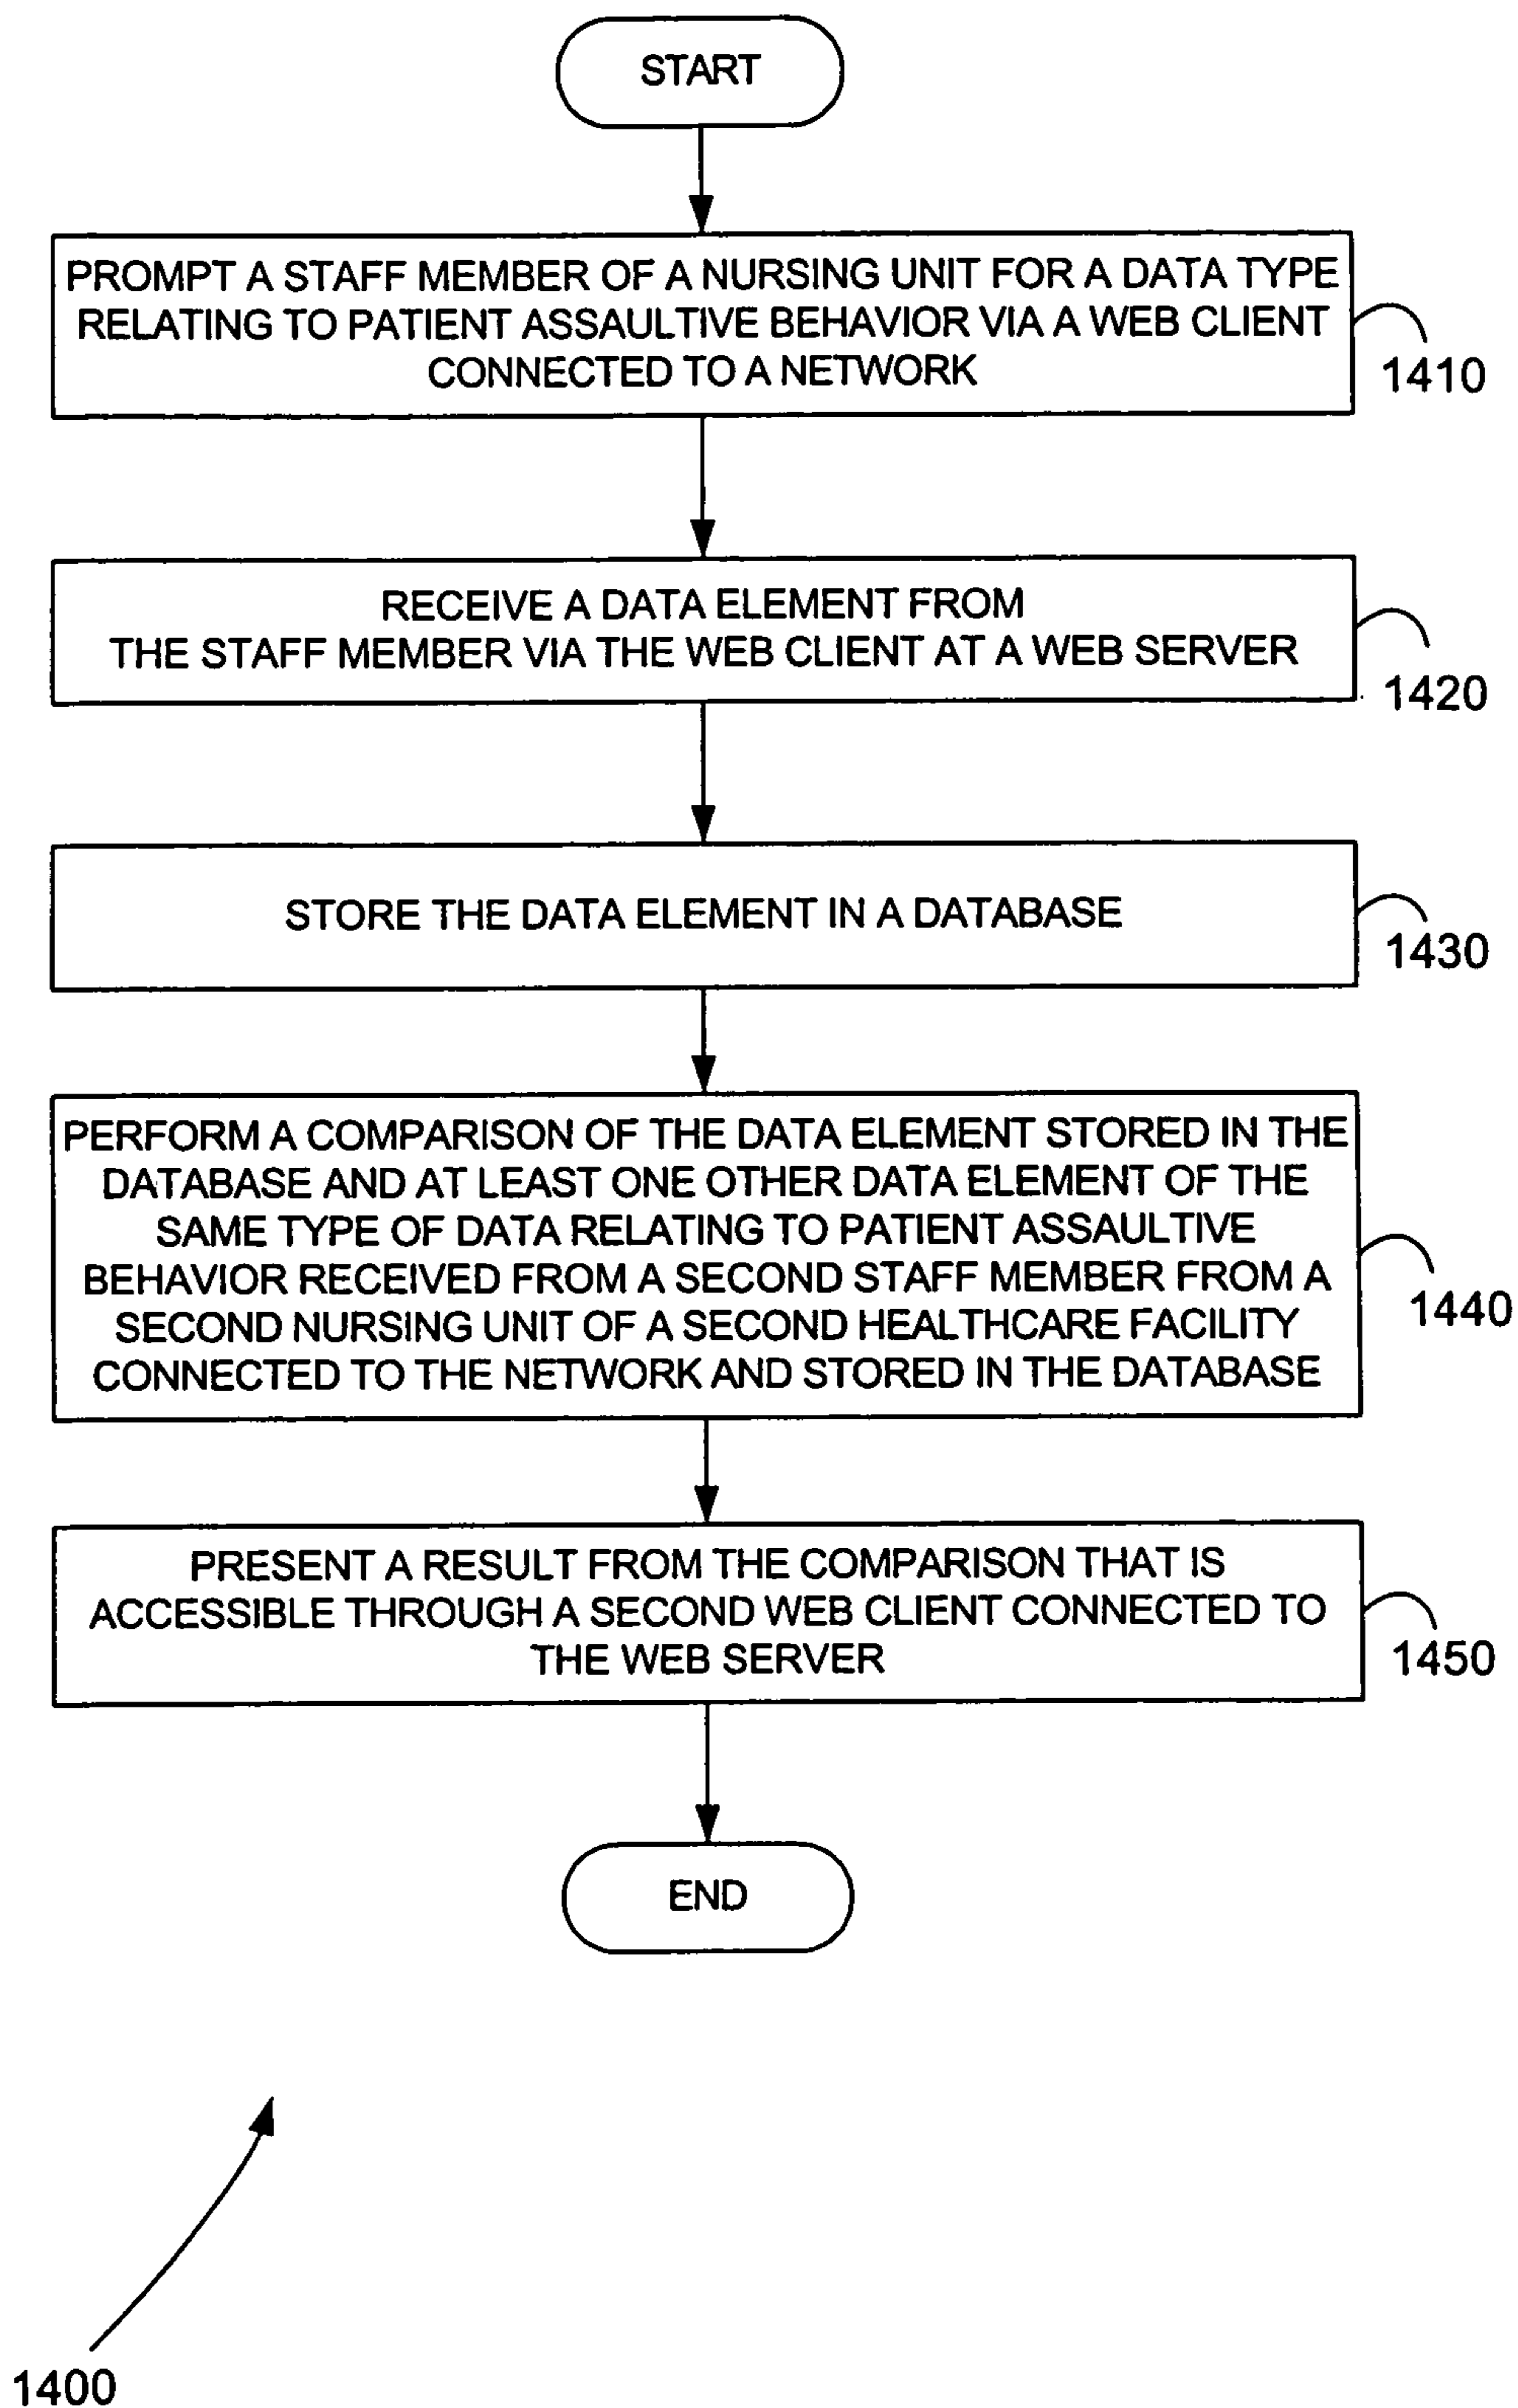 START
PROMPT A STAFF MEMBER OF A NURSING UNIT FOR A DATA TYPE
RELATING TO PATIENT ASSAULTIVE BEHAVIOR VIA A WEB CLIENT
CONNECTED TO A NETWORK
1410
RECEIVE A DATA ELEMENT FROM
THE STAFF MEMBER VIA THE WEB CLIENT AT A WEB SERVER
1420
STORE THE DATA ELEMENT IN A DATABASE
1430
PERFORM A COMPARISON OF THE DATA ELEMENT STORED IN THE
DATABASE AND AT LEAST ONE OTHER DATA ELEMENT OF THE
SAME TYPE OF DATA RELATING TO PATIENT ASSAULTIVE
BEHAVIOR RECEIVED FROM A SECOND STAFF MEMBER FROM A
SECOND NURSING UNIT OF A SECOND HEALTHCARE FACILITY
CONNECTED TO THE NETWORK AND STORED IN THE DATABASE
1440
PRESENT A RESULT FROM THE COMPARISON THAT IS
ACCESSIBLE THROUGH A SECOND WEB CLIENT CONNECTED TO
THE WEB SERVER
1450
END
1400